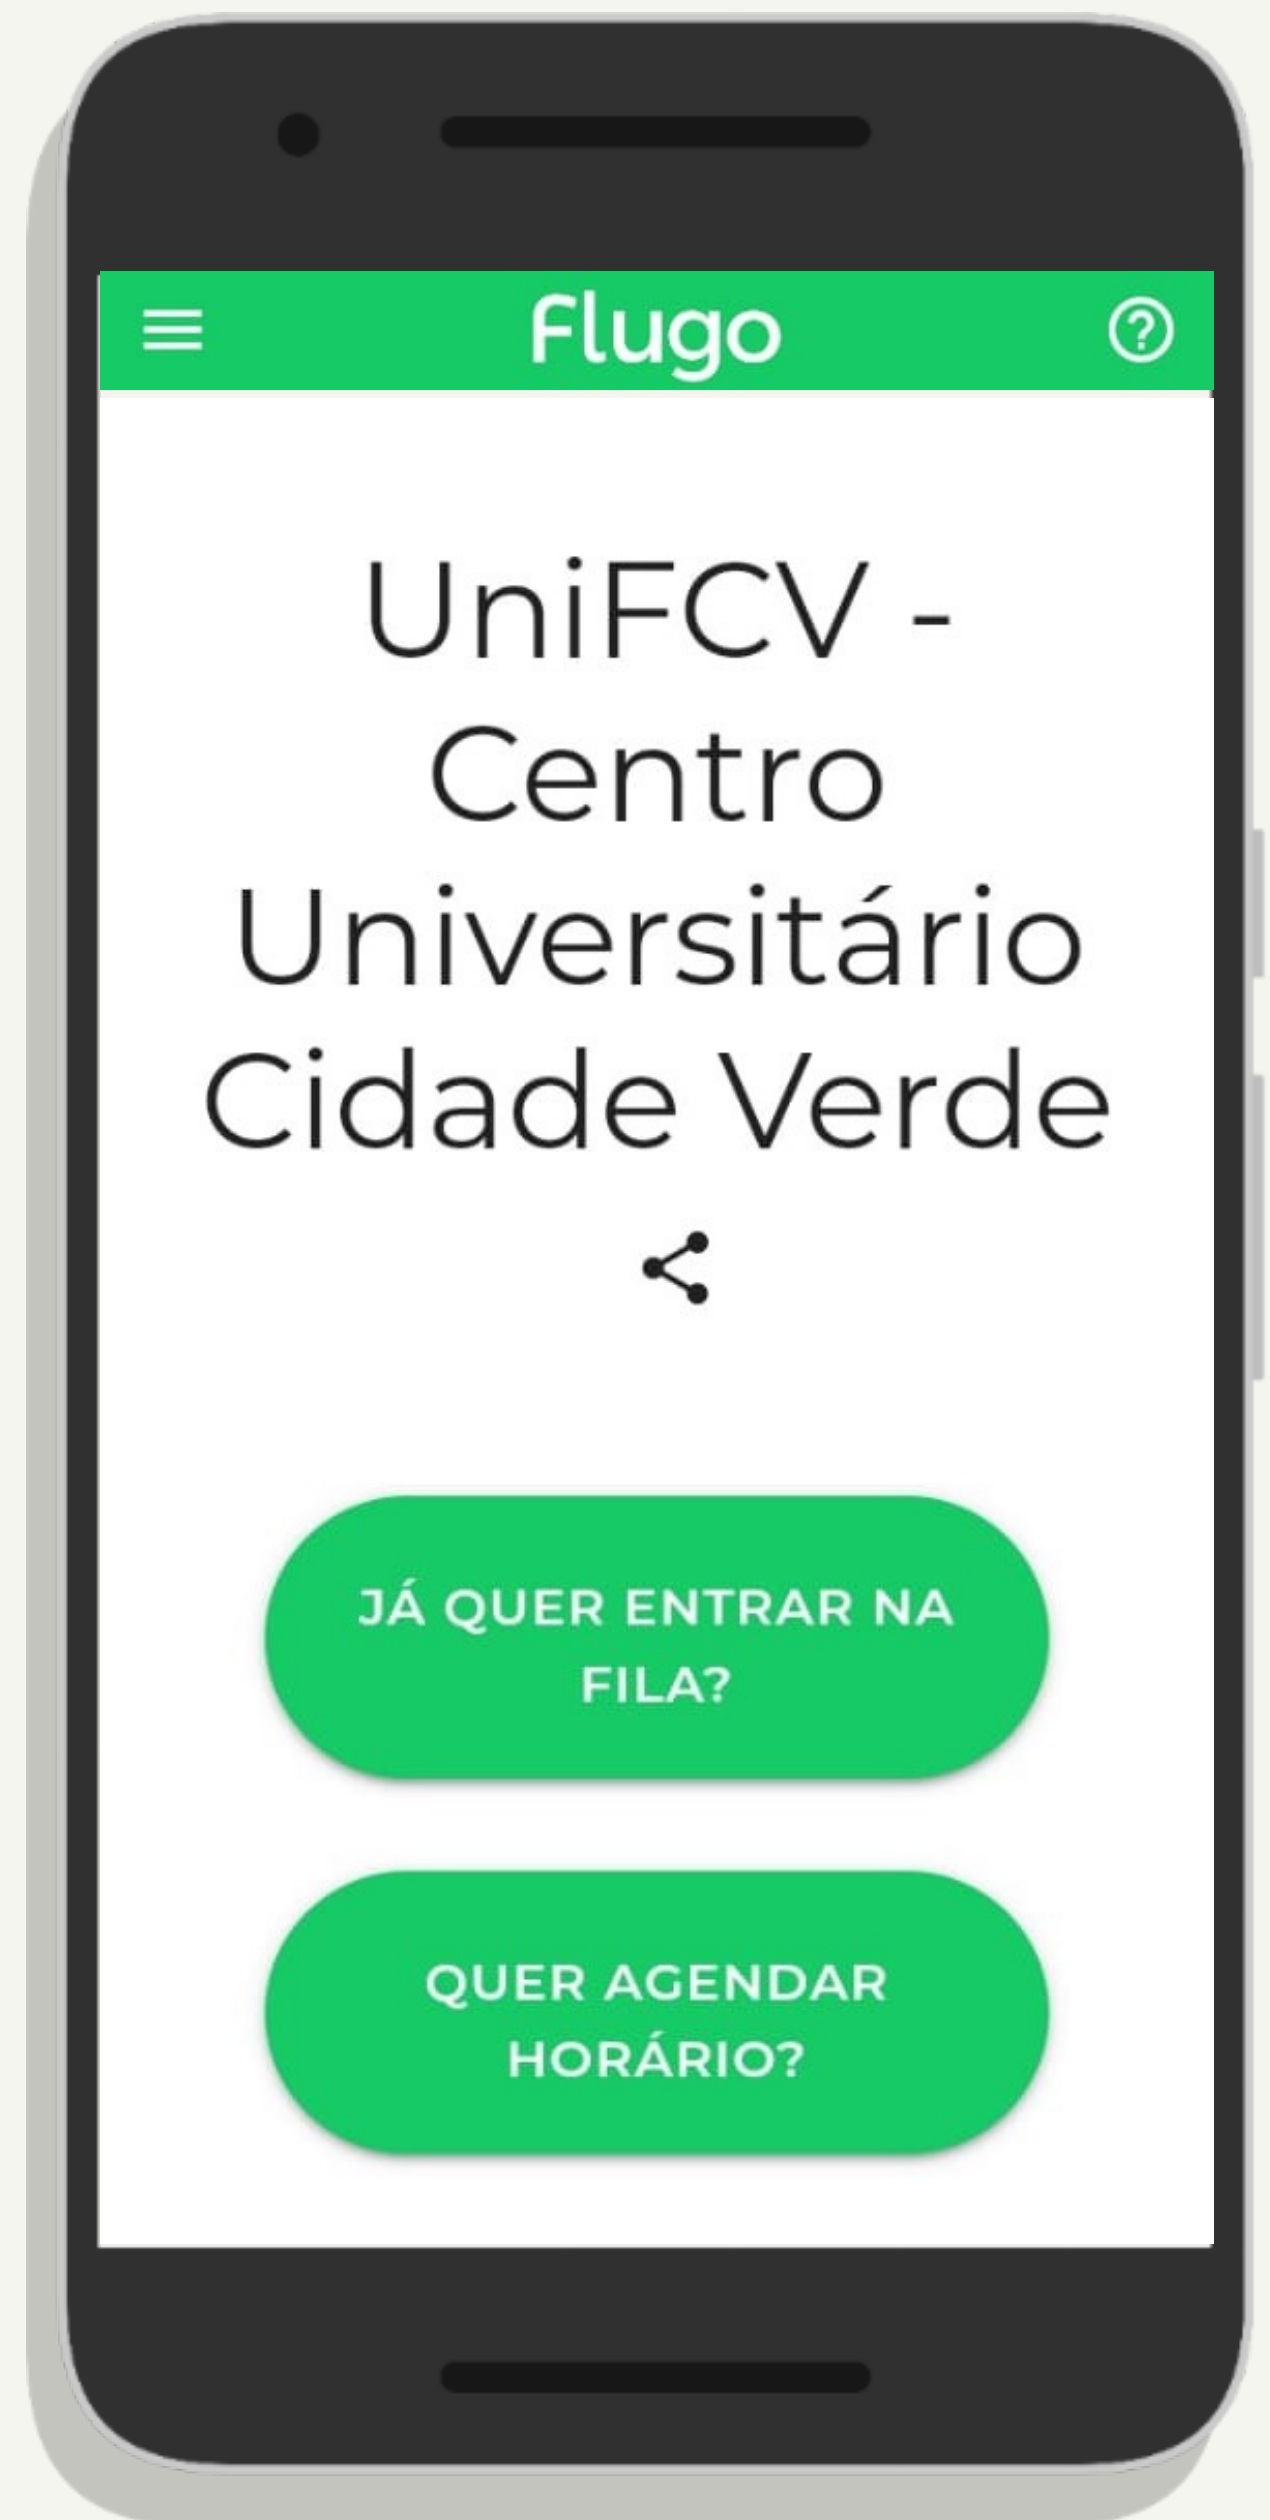 Flugo
UniFCV -
Centro
Universitário
Cidade Verde
JÁ QUER ENTRAR NA
FILA?
QUER AGENDAR
HORÁRIO?